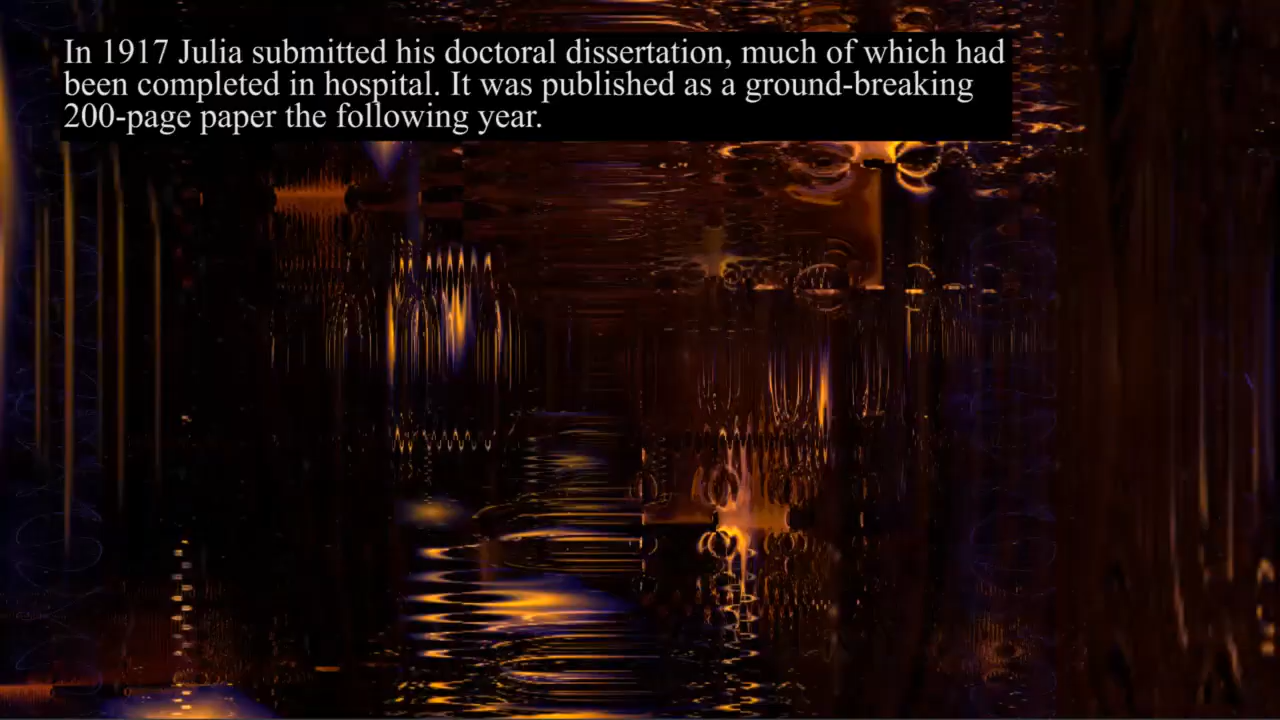 In 1917 Julia submitted his doctoral dissertation, much of which had
been completed in hospital. It was published as a ground-breaking
200-page paper the following year.